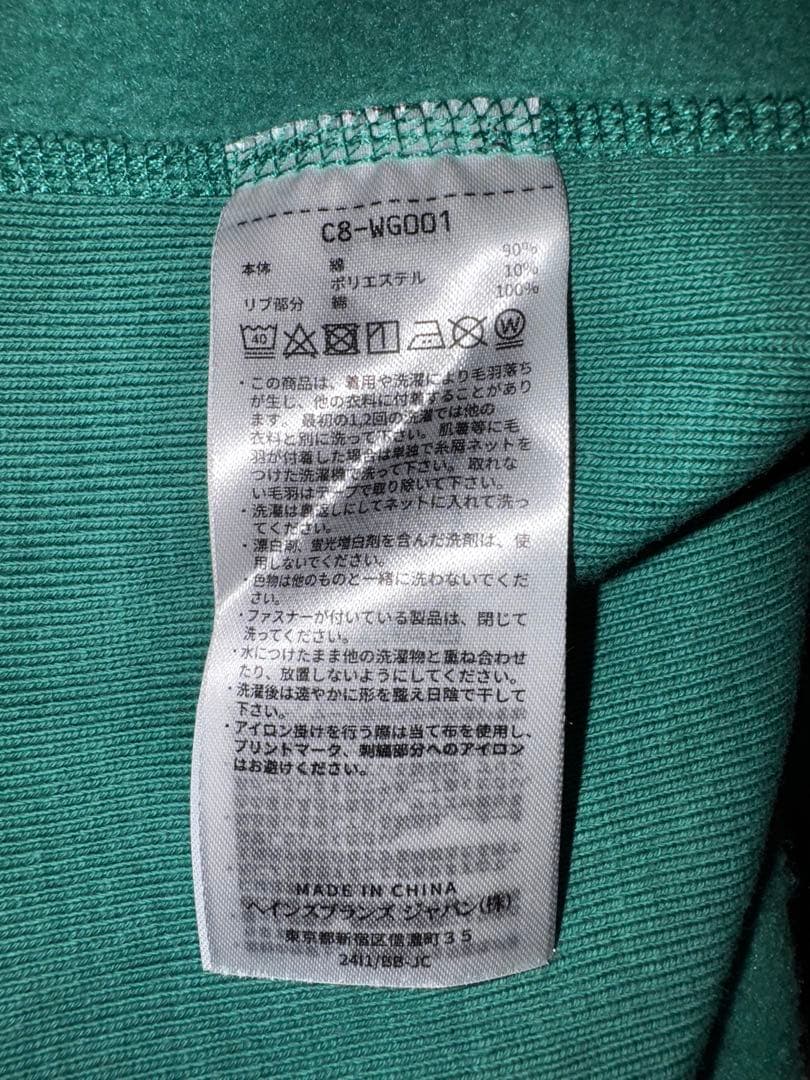 C8-WG001
本体 綿 90%
ポリエステル 10%
リブ部分 綿 100%
40
W
・この商品は、着用や洗濯により毛羽落ち
が生じ、他の衣料に付着することがあり
ます。最初の1,2回の洗濯では他の
衣料と別に洗って下さい。肌着等に毛
羽が付着した場合は単独で糸屑ネットを
つけた洗濯機で洗って下さい。取れな
い毛羽はテープで取り除いて下さい。
・洗濯は裏返しにしてネットに入れて洗っ
てください。
・漂白剤、蛍光増白剤を含んだ洗剤は、使
用しないでください。
・色物は他のものと一緒に洗わないでくだ
さい。
・ファスナーが付いている製品は、閉じて
洗ってください。
・水につけたまま他の洗濯物と重ね合わせ
たり、放置しないようにしてください。
・洗濯後は速やかに形を整え日陰で干して
下さい。
・アイロン掛けを行う際は当て布を使用し、
プリントマーク、刺繍部分へのアイロン
はお避けください。
MADE IN CHINA
ヘインズブランズ ジャパン(株)
東京都新宿区信濃町35
24I1/BB-JC